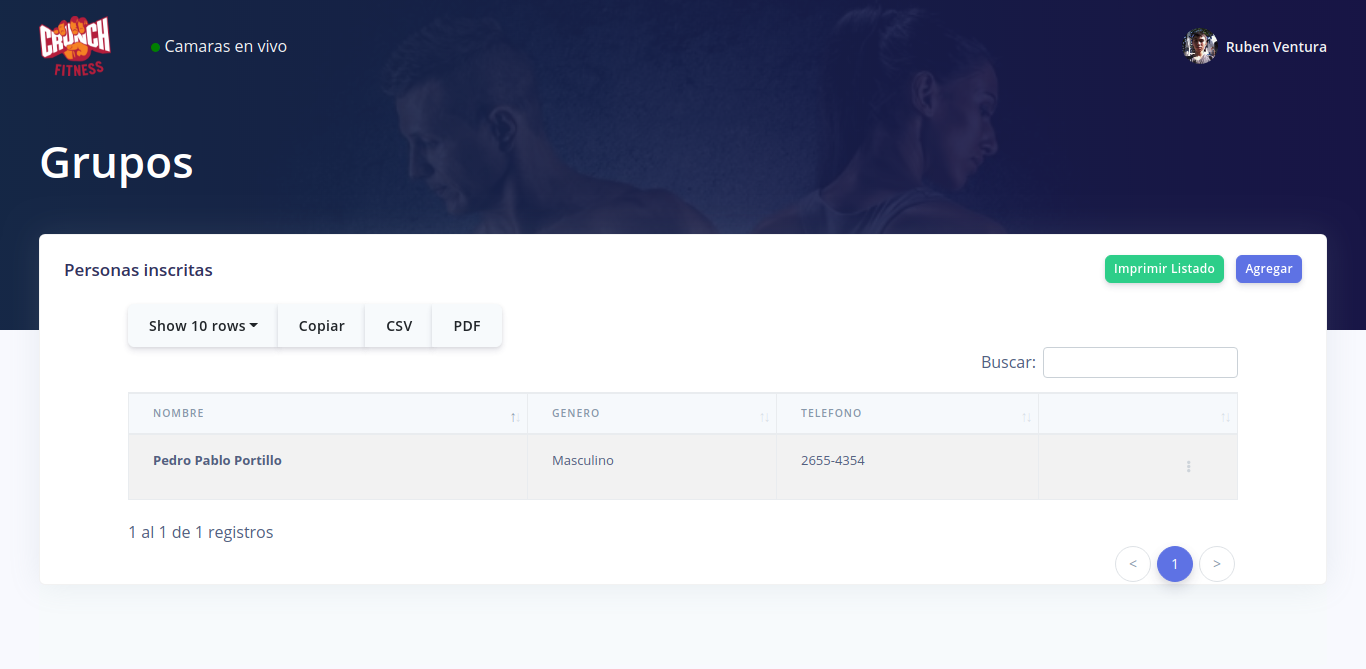 CRUNCH
FITNESS
Camaras en vivo
Ruben Ventura
Grupos
Personas inscritas
Imprimir Listado
Agregar
Show 10 rows
Copiar
CSV
PDF
Buscar:
NOMBRE
GENERO
TELEFONO
Pedro Pablo Portillo
Masculino
2655-4354
1 al 1 de 1 registros
< 1 >